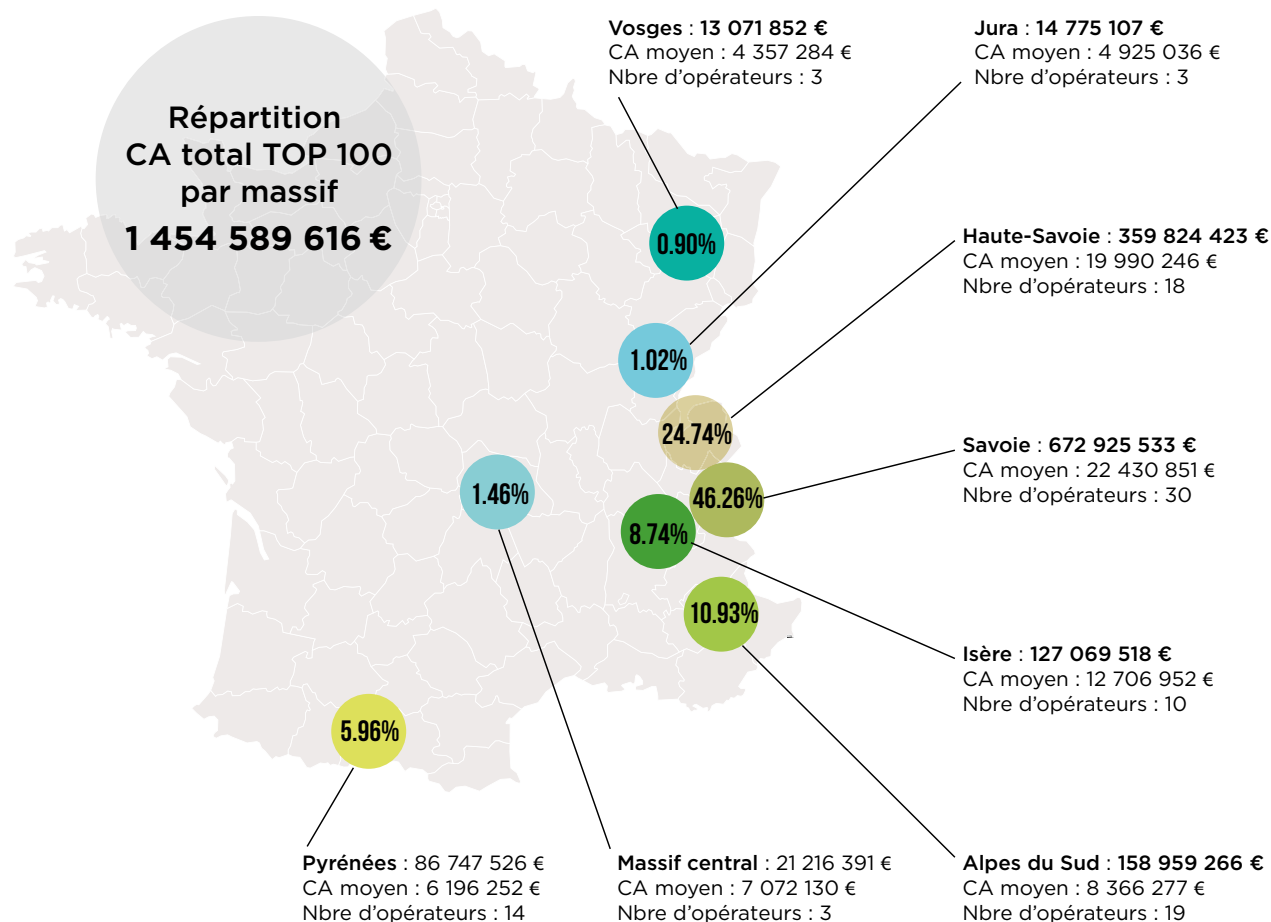 Répartition
CA total TOP 100
par massif
1 454 589 616 €
Vosges : 13 071 852 €
CA moyen : 4 357 284 €
Nbre d'opérateurs : 3
Jura : 14 775 107 €
CA moyen : 4 925 036 €
Nbre d'opérateurs : 3
0.90%
Haute-Savoie : 359 824 423 €
CA moyen : 19 990 246 €
Nbre d'opérateurs : 18
1.02%
24.74%
Savoie : 672 925 533 €
CA moyen : 22 430 851 €
Nbre d'opérateurs : 30
1.46%
46.26%
8.74%
10.93%
Isère : 127 069 518 €
CA moyen : 12 706 952 €
Nbre d'opérateurs : 10
5.96%
Pyrénées : 86 747 526 €
CA moyen : 6 196 252 €
Nbre d'opérateurs : 14
Massif central : 21 216 391 €
CA moyen : 7 072 130 €
Nbre d'opérateurs : 3
Alpes du Sud : 158 959 266 €
CA moyen : 8 366 277 €
Nbre d'opérateurs : 19